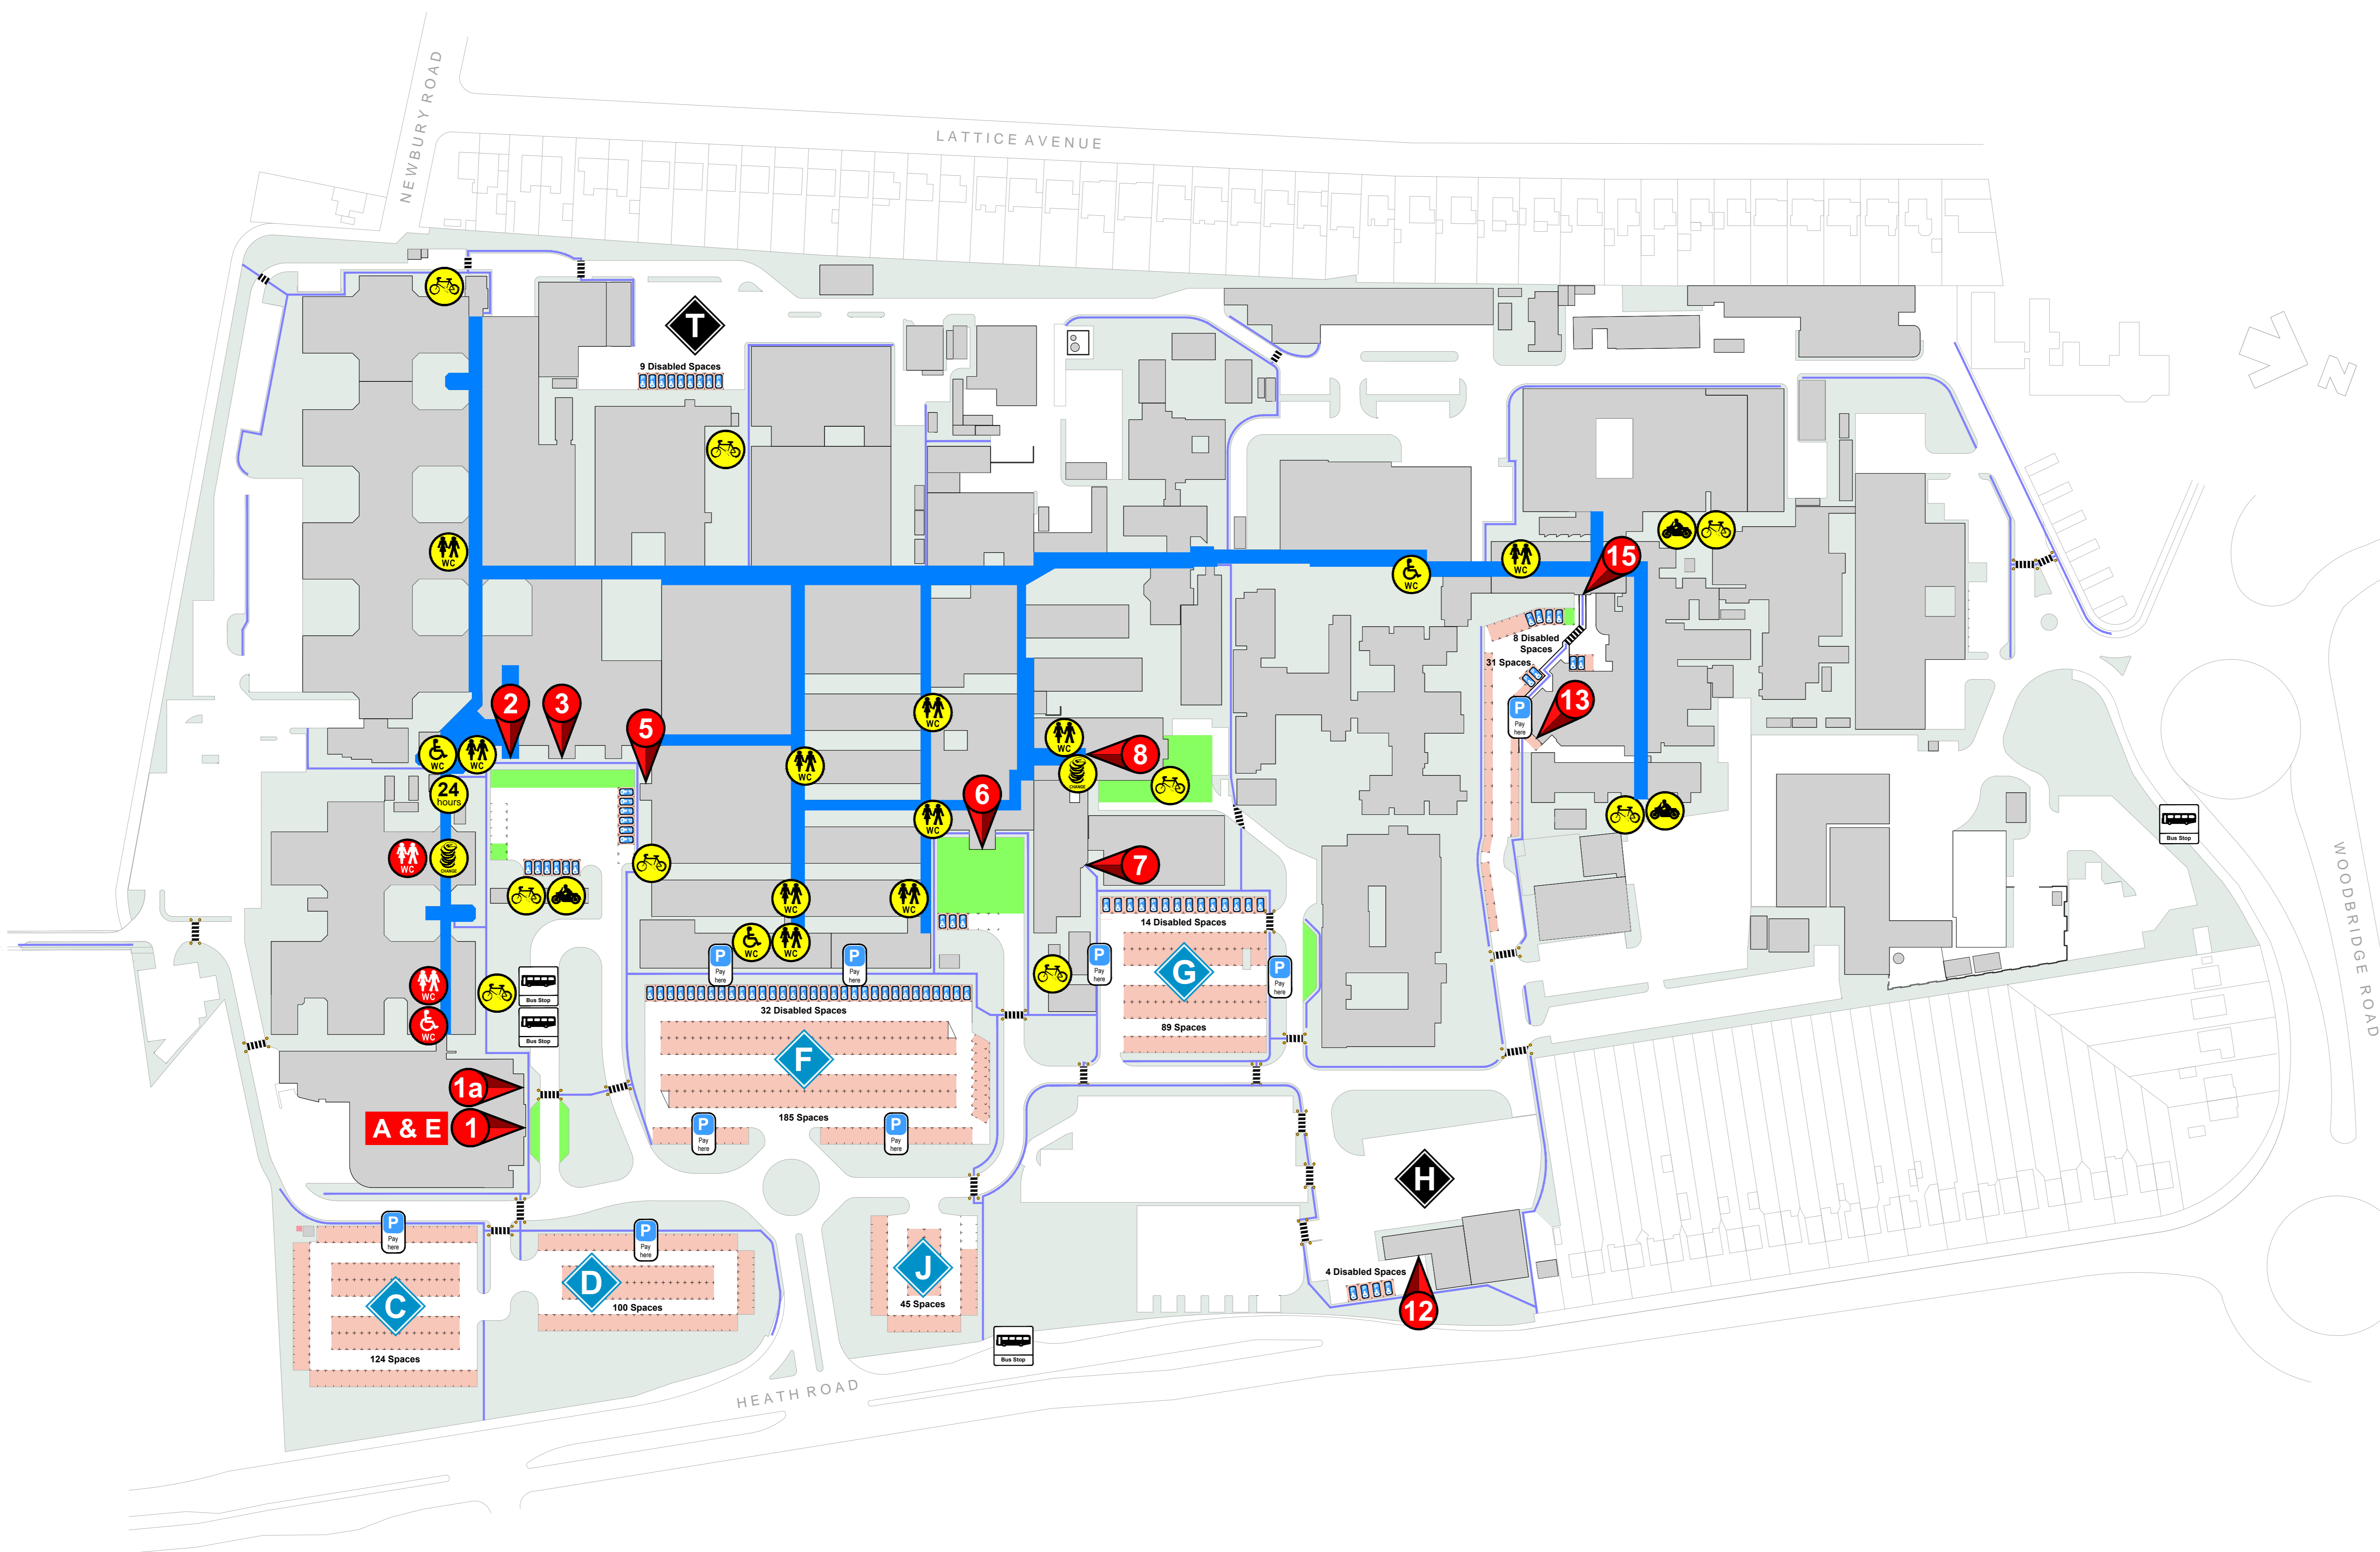 NEWBURY ROAD
LATTICE AVENUE
T
9 Disabled Spaces
N
WC
15
8 Disabled
Spaces
31 Spaces
2
3
5
WC
13
P
Pay
here
WC
WC
WC
WC
WC
WC
8
CHANGE
24
hours
6
WC
Bus Stop
WC
CHANGE
7
WOODBRIDGE ROAD
WC
WC
14 Disabled Spaces
WC
WC
P
Pay
here
P
Pay
here
P
Pay
here
G
P
Pay
here
WC
Bus Stop
32 Disabled Spaces
WC
Bus Stop
89 Spaces
F
1a
A & E
1
185 Spaces
P
Pay
here
P
Pay
here
H
P
Pay
here
P
Pay
here
J
D
4 Disabled Spaces
C
100 Spaces
45 Spaces
12
124 Spaces
Bus Stop
HEATH ROAD